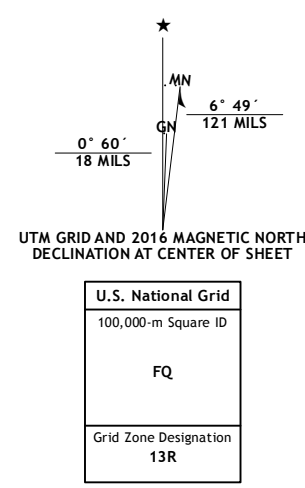 ★
MN
GN
6° 49´
121 MILS
0° 60´
18 MILS
UTM GRID AND 2016 MAGNETIC NORTH
DECLINATION AT CENTER OF SHEET
U.S. National Grid
100,000-m Square ID
FQ
Grid Zone Designation
13R